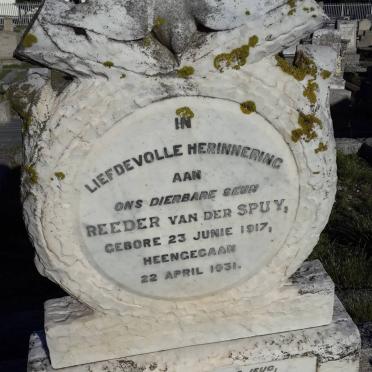 IN
LIEFDEVOLLE HERINNERING
AAN
ONS DIERBARE SEUN
REEDER VAN DER SPUY,
GEBORE 23 JUNIE 1917,
HEENGEGAAN
22 APRIL 1931.
JEUG,